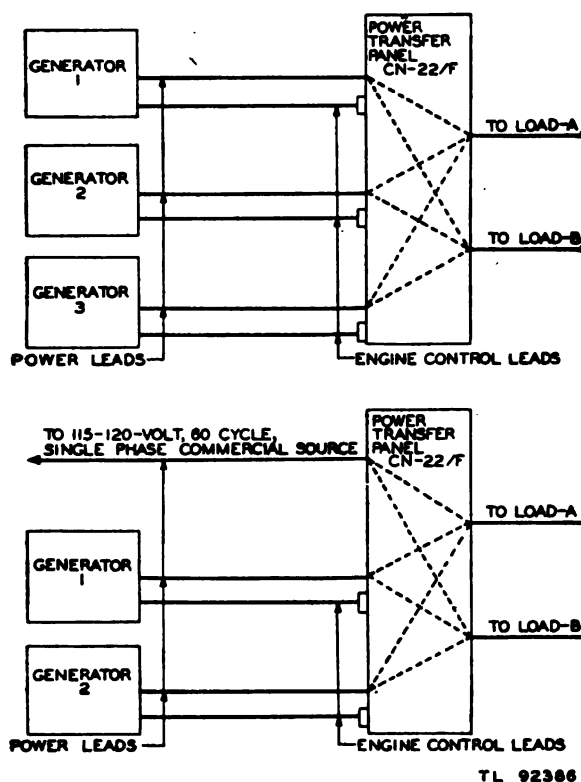 GENERATOR
1
POWER
TRANSFER
PANEL
CN-22/F
TO LOAD-A
GENERATOR
2
TO LOAD-B
GENERATOR
3
POWER LEADS
ENGINE CONTROL LEADS
TO 115-120-VOLT, 60 CYCLE,
SINGLE PHASE COMMERCIAL SOURCE
POWER
TRANSFER
PANEL
CN-22/F
TO LOAD-A
GENERATOR
1
TO LOAD-B
GENERATOR
2
POWER LEADS
ENGINE CONTROL LEADS
TL 92386